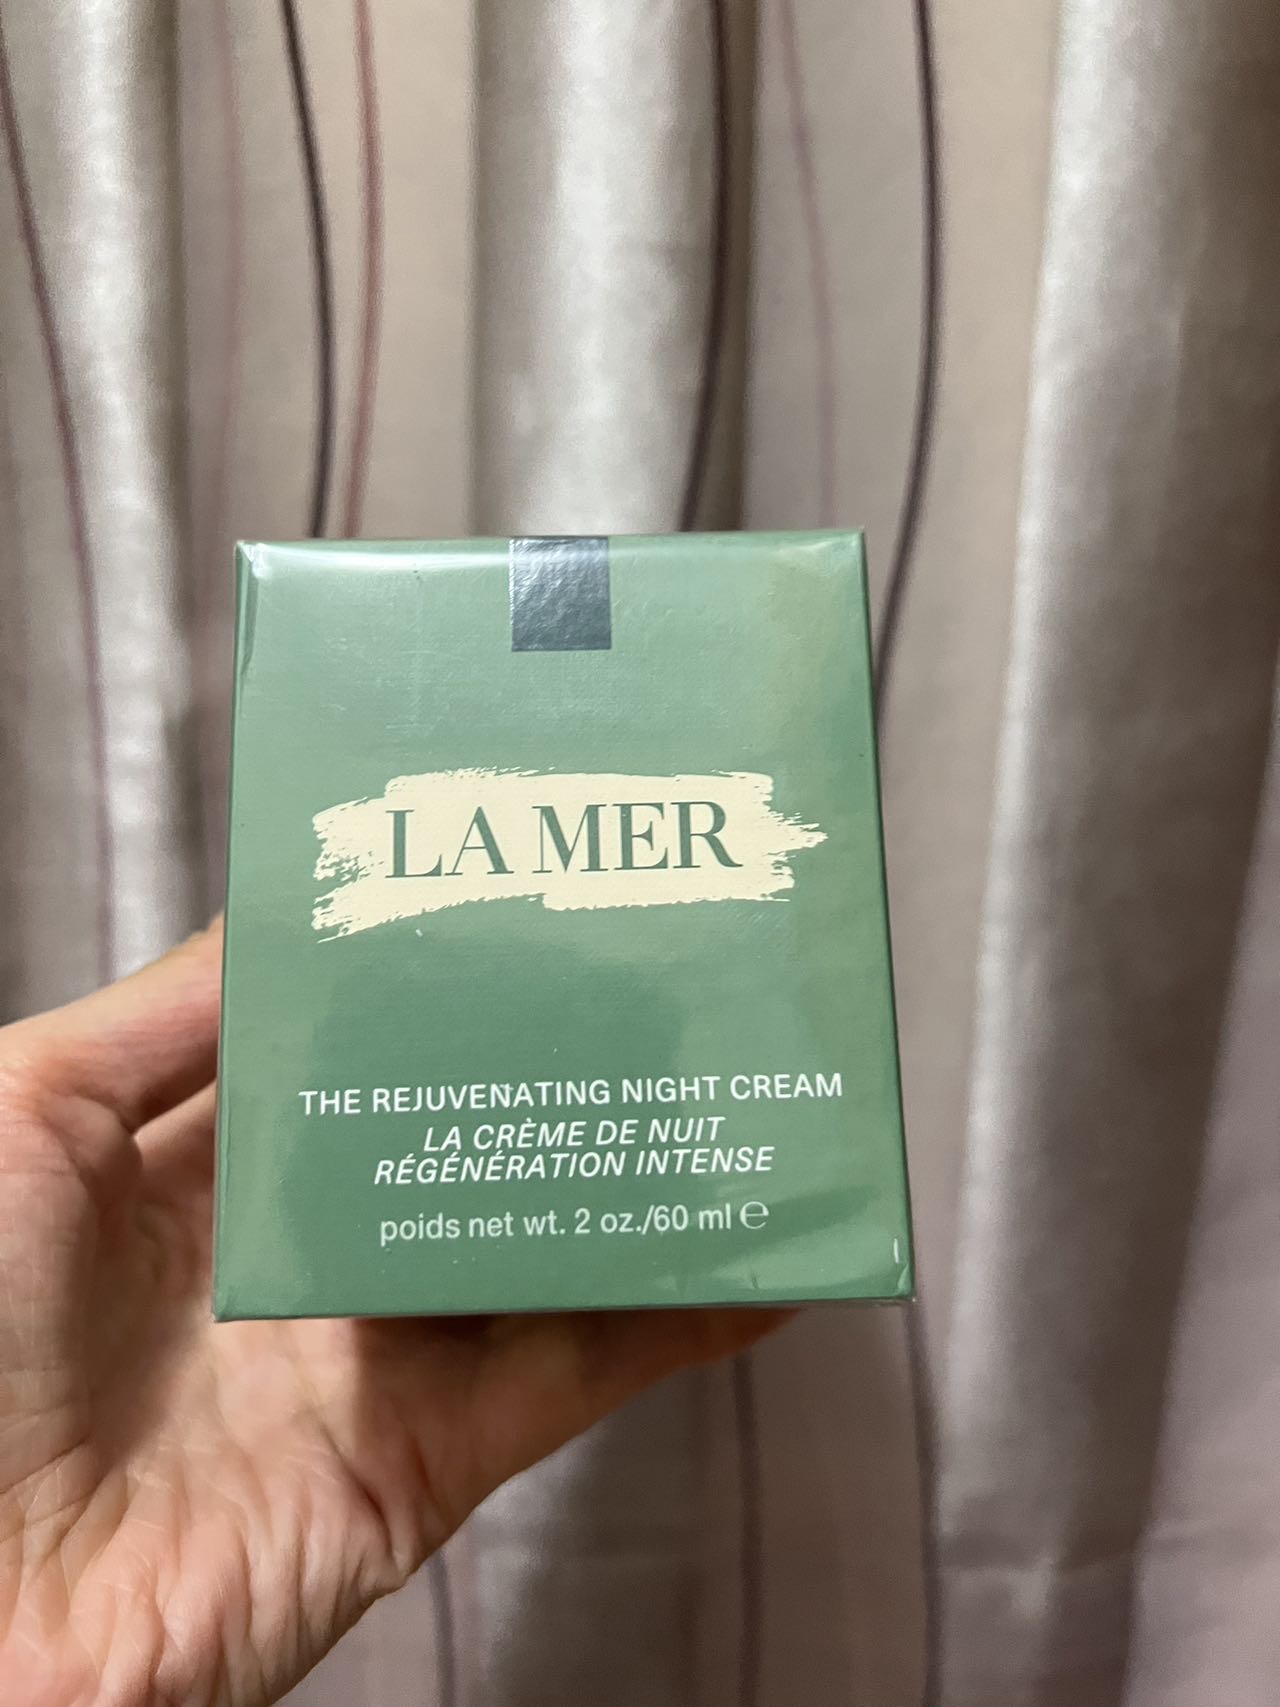 LA MER
THE REJUVENATING NIGHT CREAM
LA CRÈME DE NUIT
RÉGÉNÉRATION INTENSE
poids net wt. 2 oz./60 ml ℮